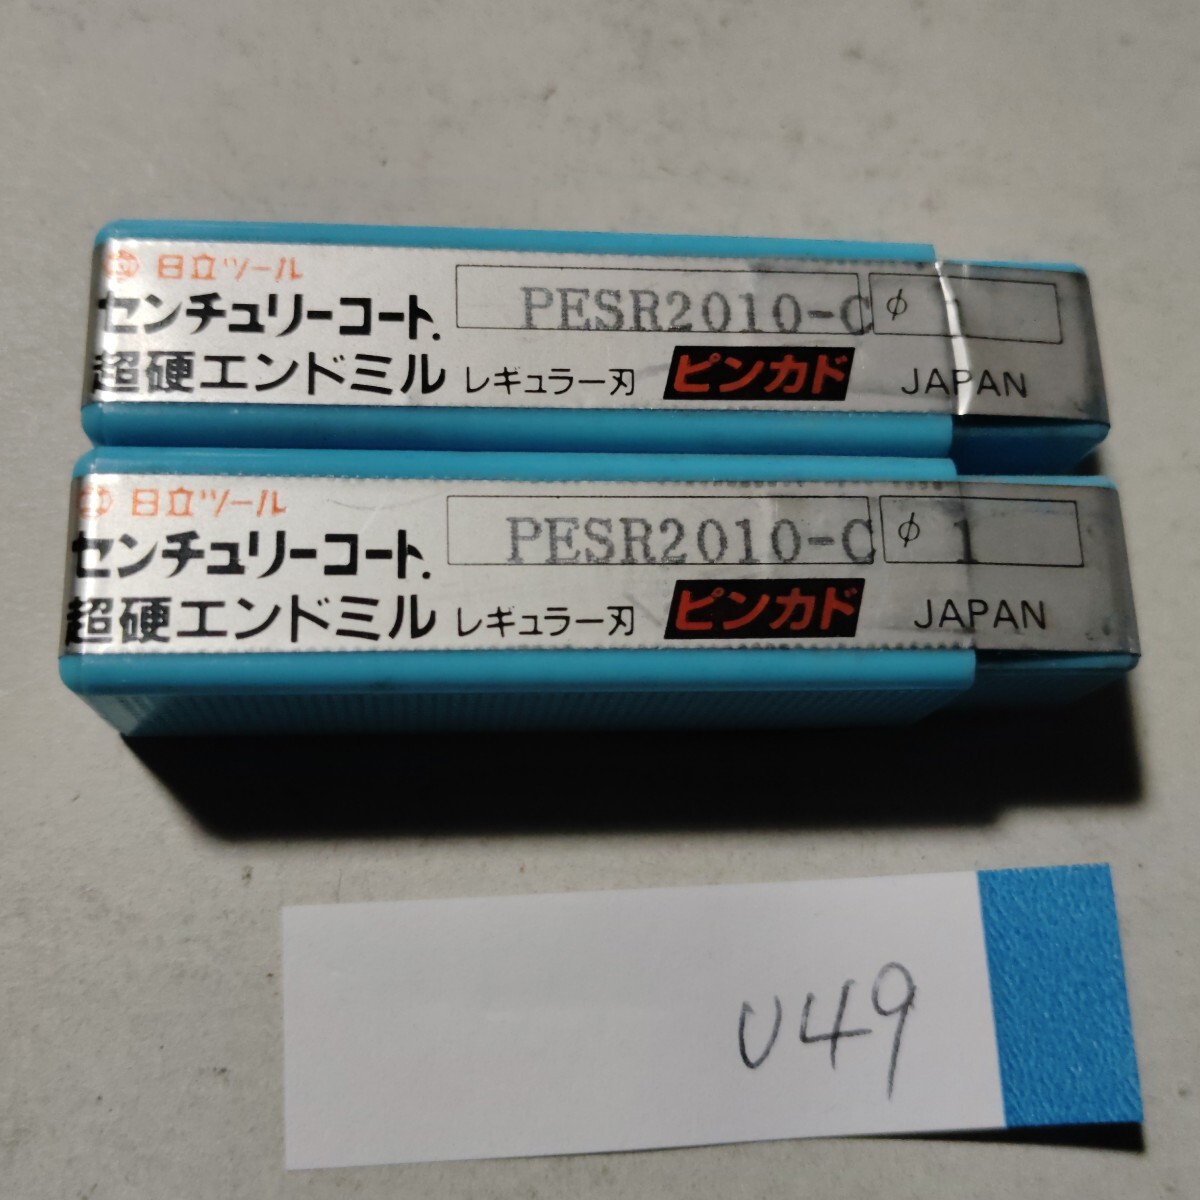 日立ツール
センチュリーコート.
PESR2010-C φ 1
超硬エンドミル レギュラー刃 ピンカド JAPAN
日立ツール
センチュリーコート.
PESR2010-C φ 1
超硬エンドミル レギュラー刃 ピンカド JAPAN
U49